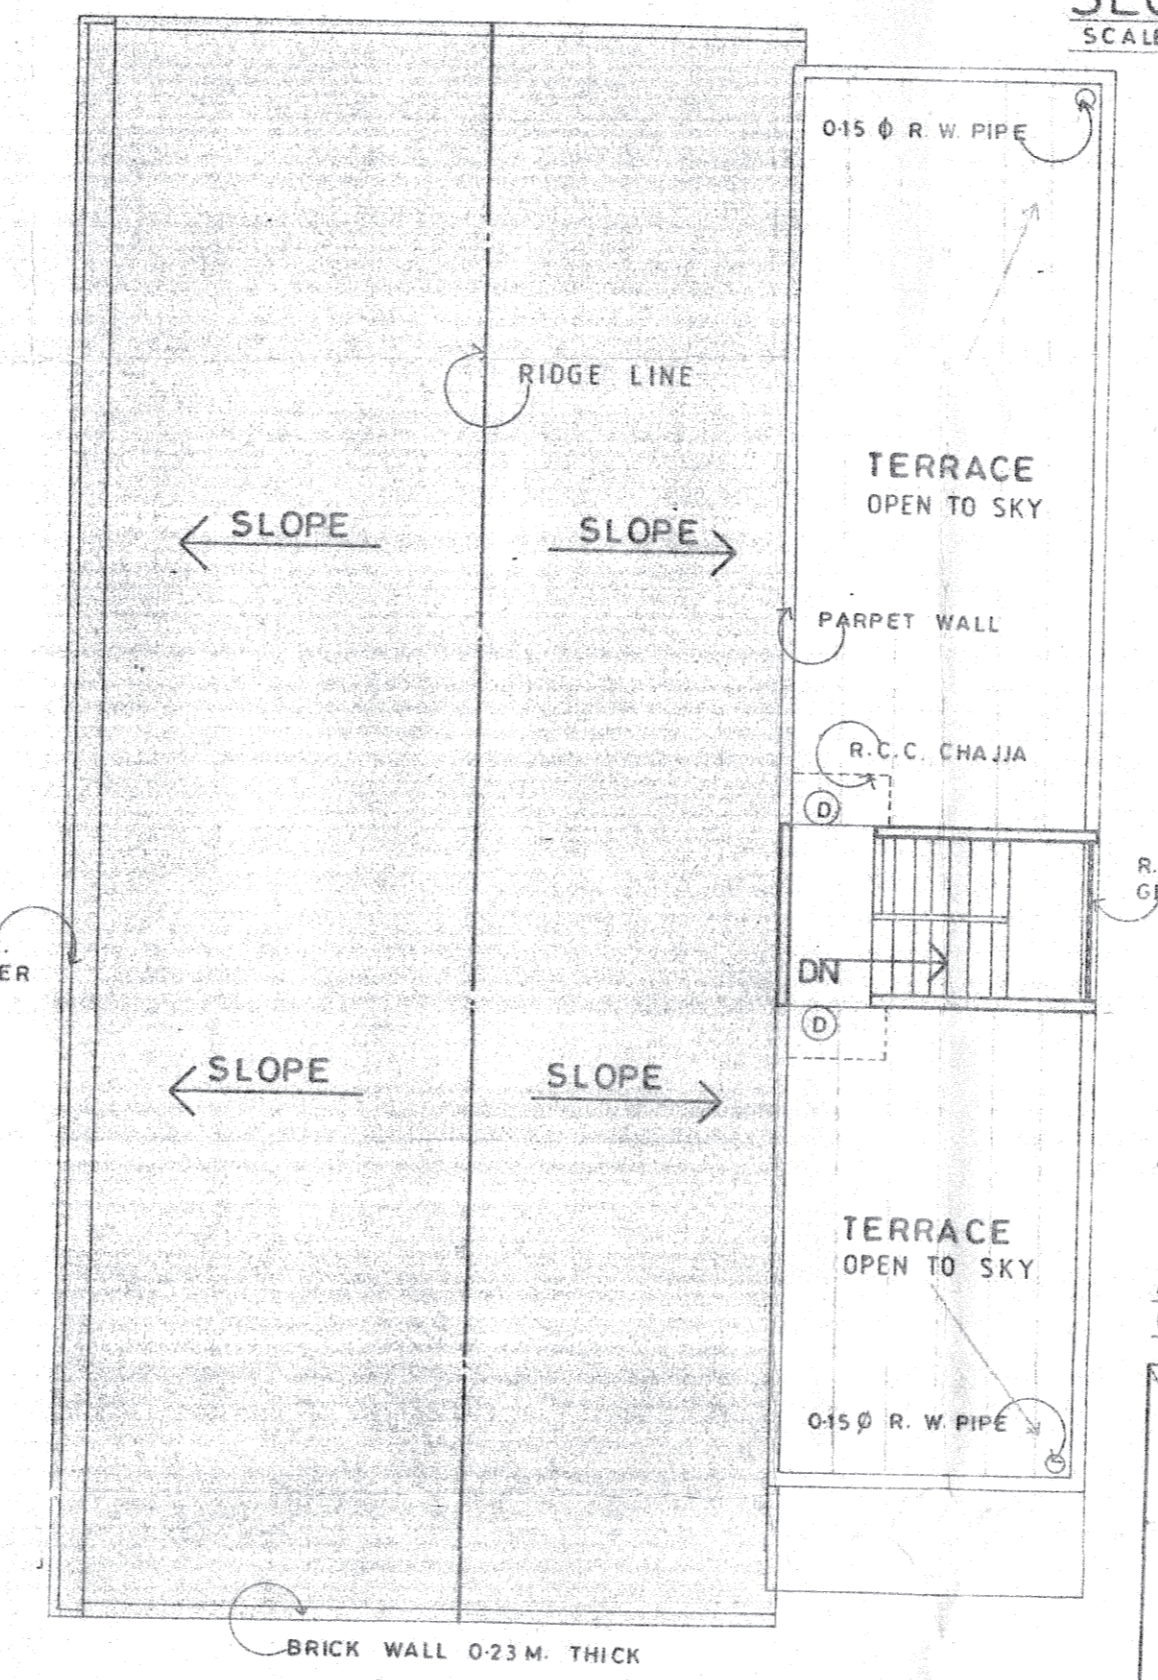 SCALE
0·15 ϕ R. W. PIPE
RIDGE LINE
TERRACE
OPEN TO SKY
SLOPE
SLOPE
PARPET WALL
R.C.C. CHAJJA
D
R.
ER
DN
D
SLOPE
SLOPE
TERRACE
OPEN TO SKY
0·15 Ø R. W. PIPE
BRICK WALL 0·23 M. THICK